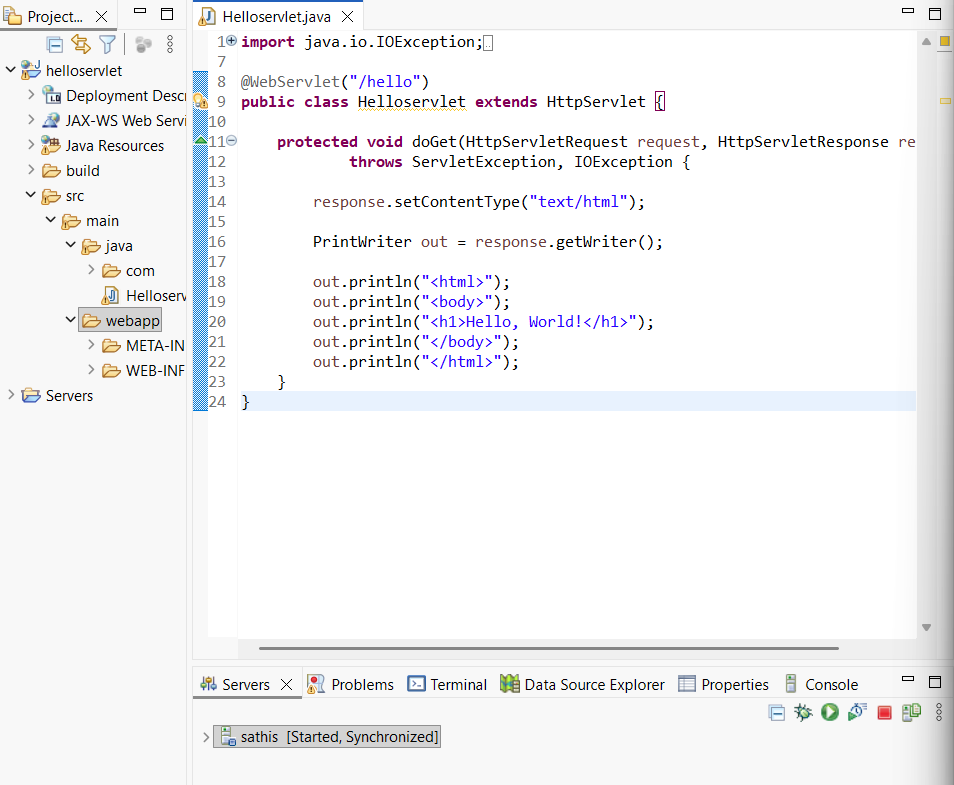 Project...
helloservlet
Deployment Descr
JAX-WS Web Servi
Java Resources
build
src
main
java
com
Helloserv
webapp
META-IN
WEB-INF
Servers
Helloservlet.java
1 import java.io.IOException;
7
8 @WebServlet("/hello")
9 public class Helloservlet extends HttpServlet {
10
11 protected void doGet(HttpServletRequest request, HttpServletResponse re
12 throws ServletException, IOException {
13
14 response.setContentType("text/html");
15
16 PrintWriter out = response.getWriter();
17
18 out.println("<html>");
19 out.println("<body>");
20 out.println("<h1>Hello, World!</h1>");
21 out.println("</body>");
22 out.println("</html>");
23 }
24 }
Servers Problems Terminal Data Source Explorer Properties Console
sathis [Started, Synchronized]